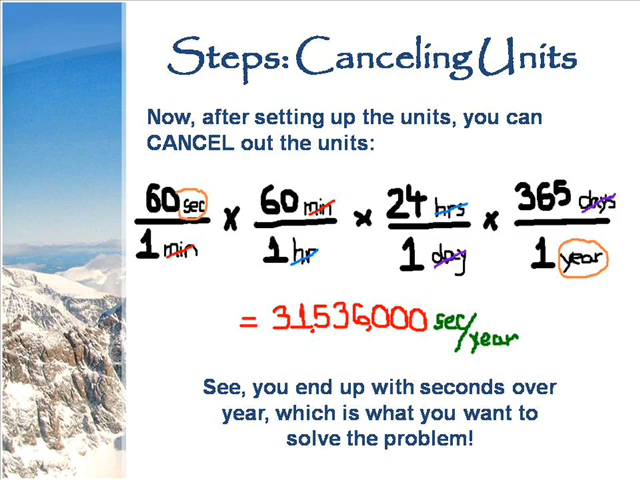 Steps: Canceling Units
Now, after setting up the units, you can
CANCEL out the units:
60 sec x 60 min x 24 hrs x 365 days
1 min 1 hr 1 day 1 year
= 31,536,000 sec/year
See, you end up with seconds over
year, which is what you want to
solve the problem!